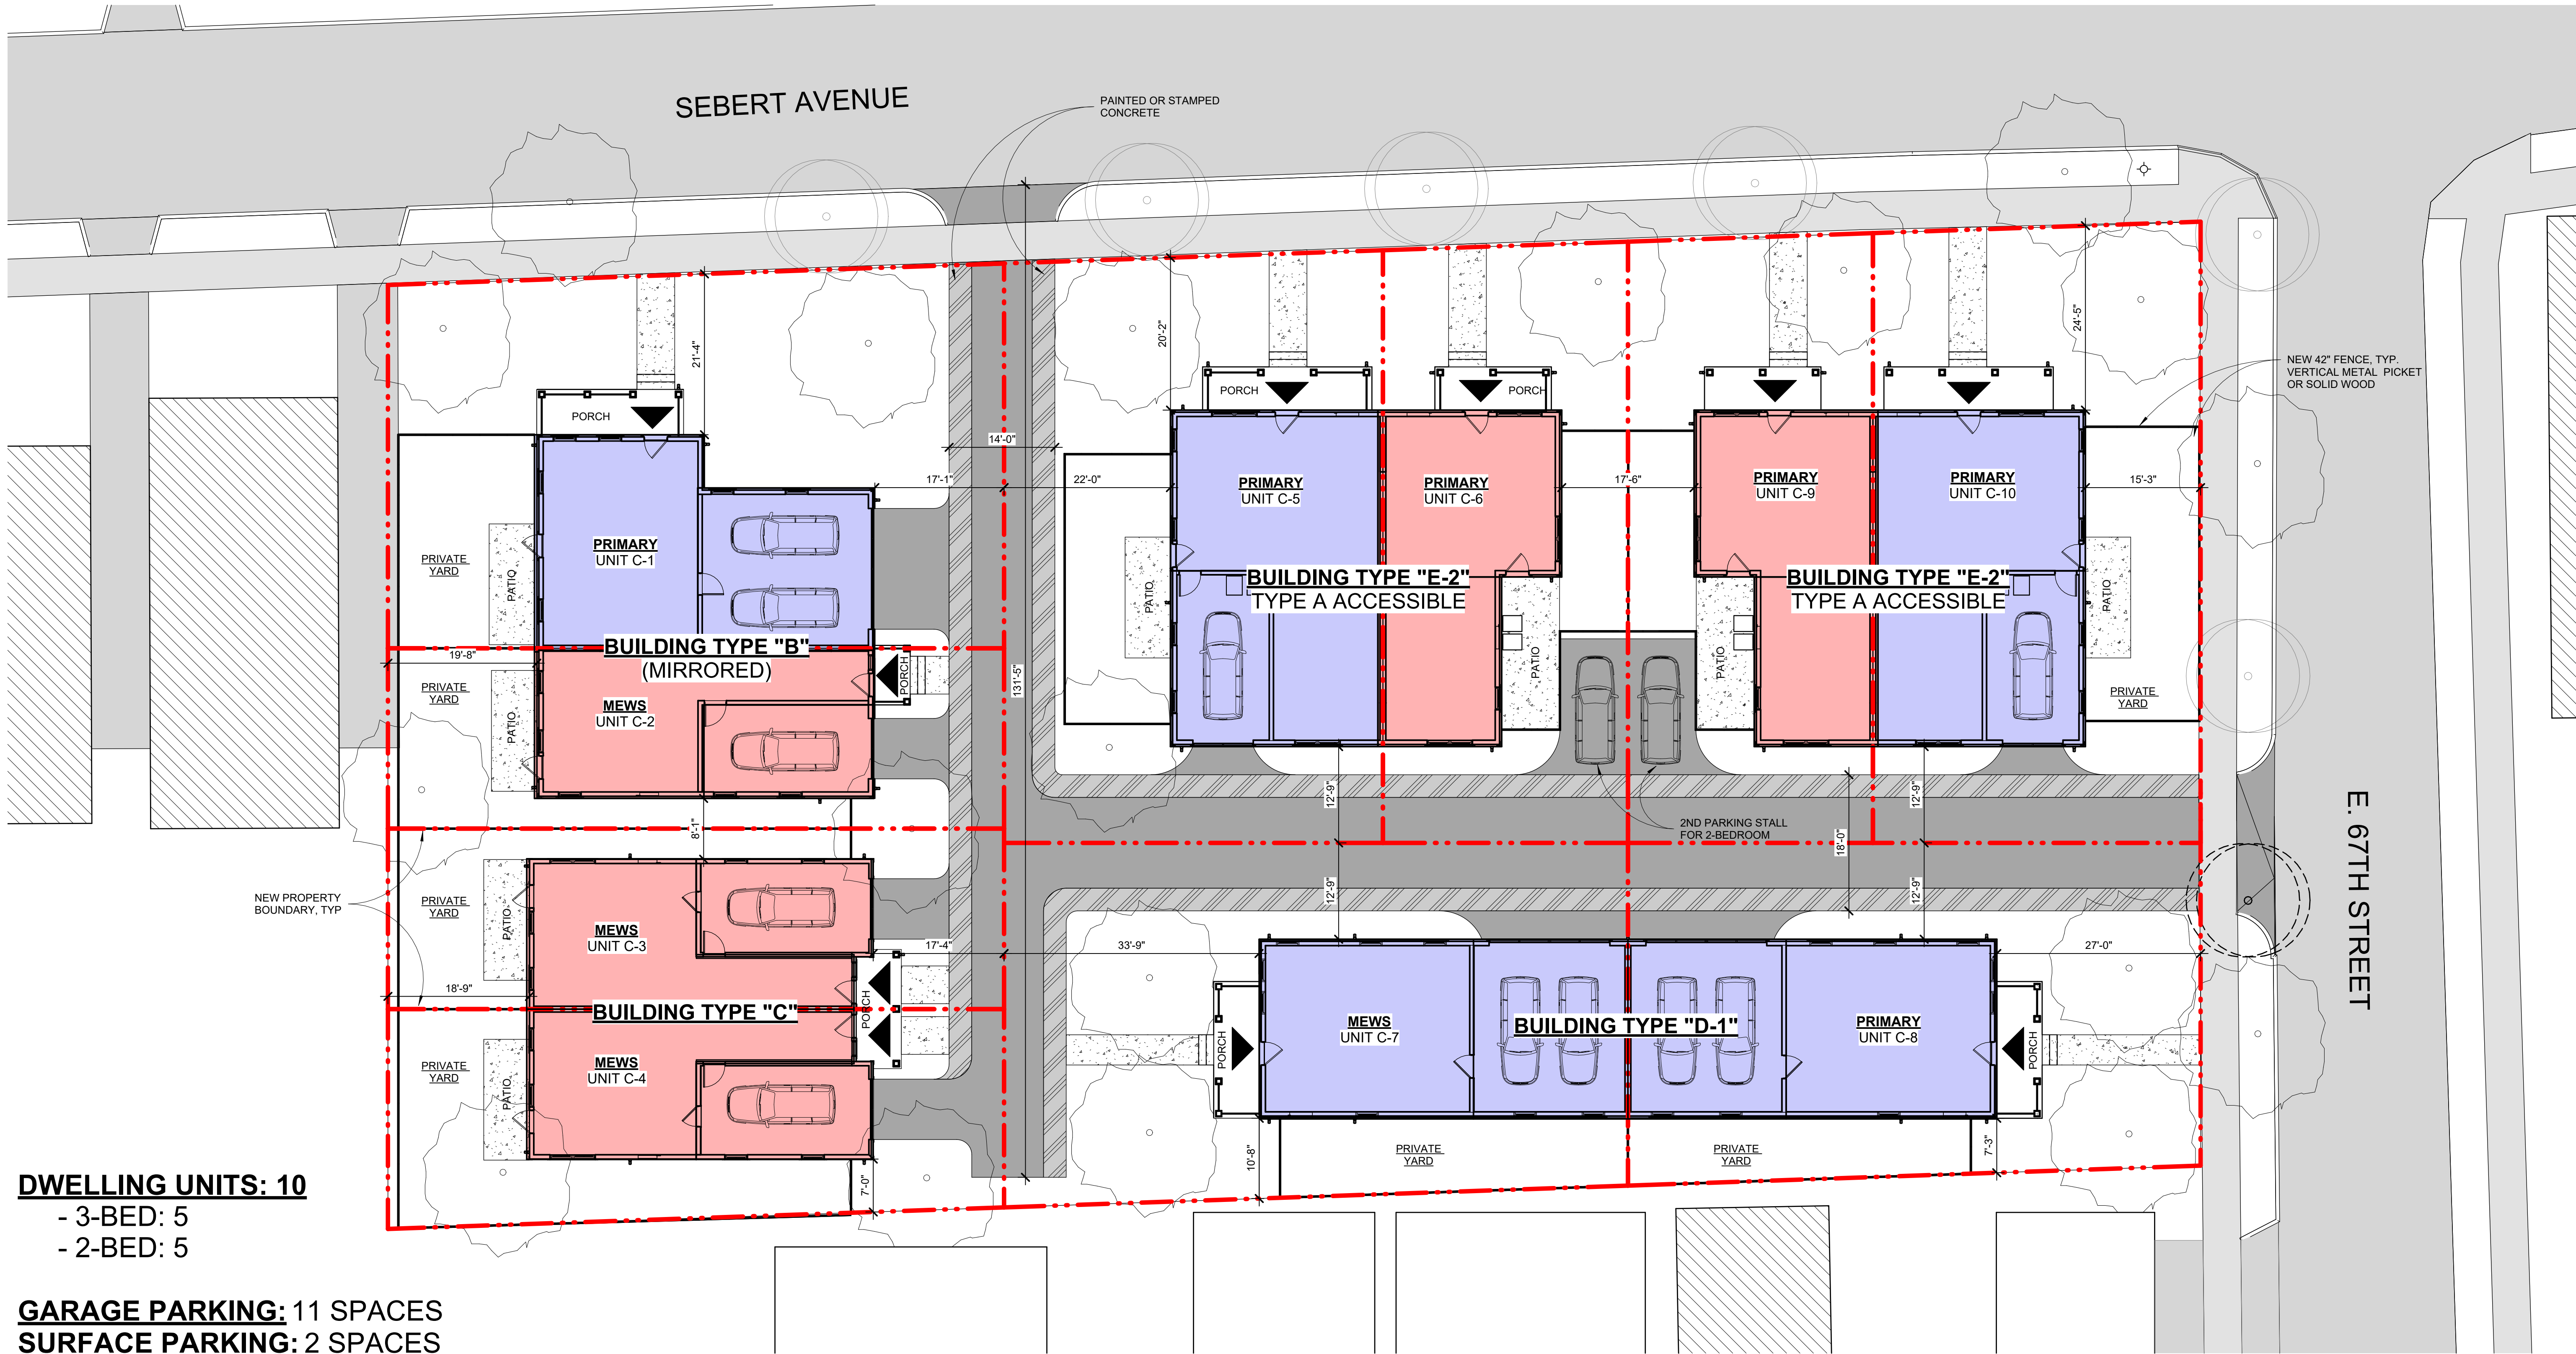 SEBERT AVENUE
PAINTED OR STAMPED
CONCRETE
NEW 42" FENCE, TYP.
VERTICAL METAL PICKET
OR SOLID WOOD
21'-4"
20'-2"
24'-5"
PORCH
PORCH
PORCH
14'-0"
17'-1"
22'-0"
17'-6"
15'-3"
PRIMARY
UNIT C-1
PRIMARY
UNIT C-5
PRIMARY
UNIT C-6
PRIMARY
UNIT C-9
PRIMARY
UNIT C-10
PRIVATE
YARD
PATIO
PATIO
PATIO
PATIO
PATIO
BUILDING TYPE "E-2"
TYPE A ACCESSIBLE
BUILDING TYPE "E-2"
TYPE A ACCESSIBLE
BUILDING TYPE "B"
(MIRRORED)
19'-8"
PRIVATE
YARD
PATIO
MEWS
UNIT C-2
PORCH
131'-5"
PRIVATE
YARD
12'-9"
12'-9"
8'-1"
2ND PARKING STALL
FOR 2-BEDROOM
18'-0"
E. 67TH STREET
NEW PROPERTY
BOUNDARY, TYP
PRIVATE
YARD
PATIO
MEWS
UNIT C-3
12'-9"
12'-9"
17'-4"
33'-9"
27'-0"
18'-9"
BUILDING TYPE "C"
PORCH
MEWS
UNIT C-7
BUILDING TYPE "D-1"
PRIMARY
UNIT C-8
PORCH
PORCH
PRIVATE
YARD
PATIO
MEWS
UNIT C-4
10'-8"
PRIVATE
YARD
PRIVATE
YARD
7'-3"
7'-0"
DWELLING UNITS: 10
- 3-BED: 5
- 2-BED: 5
GARAGE PARKING: 11 SPACES
SURFACE PARKING: 2 SPACES